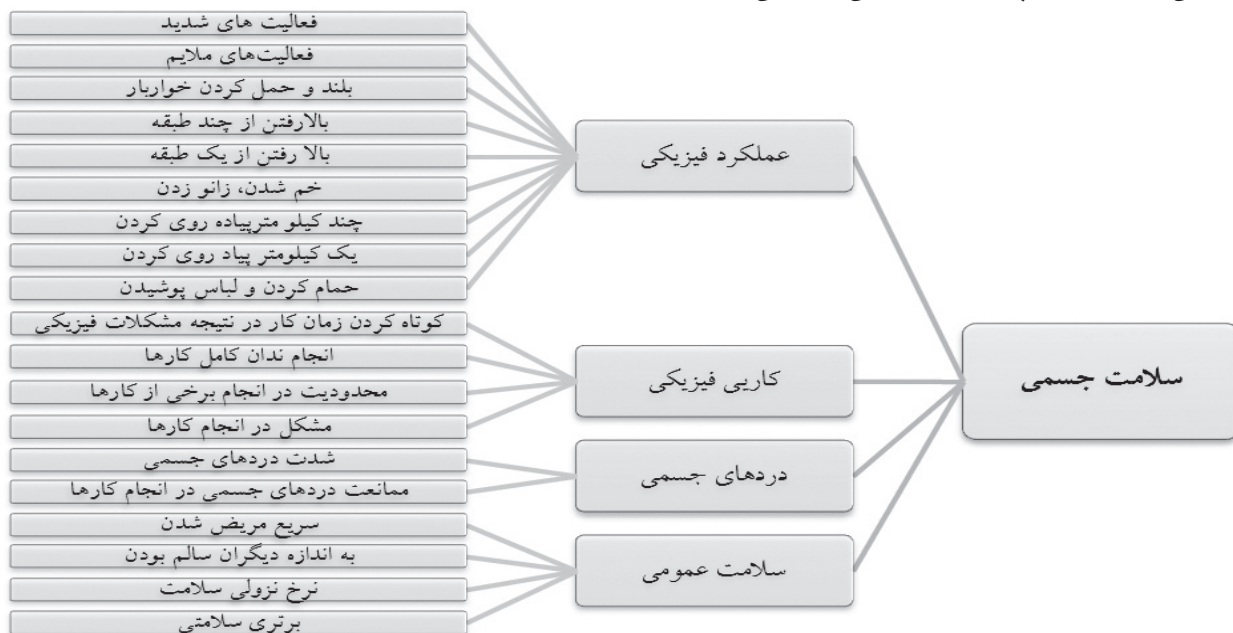 سلامت جسمی
عملکرد فیزیکی
فعالیت های شدید
فعالیت‌های ملایم
بلند و حمل کردن خواربار
بالارفتن از چند طبقه
بالا رفتن از یک طبقه
خم شدن، زانو زدن
چند کیلو مترپیاده روی کردن
یک کیلومتر پیاد روی کردن
حمام کردن و لباس پوشیدن
کاریی فیزیکی
کوتاه کردن زمان کار در نتیجه مشکلات فیزیکی
انجام ندان کامل کارها
محدودیت در انجام برخی از کارها
مشکل در انجام کارها
دردهای جسمی
شدت دردهای جسمی
ممانعت دردهای جسمی در انجام کارها
سلامت عمومی
سریع مریض شدن
به اندازه دیگران سالم بودن
نرخ نزولی سلامت
برتری سلامتی